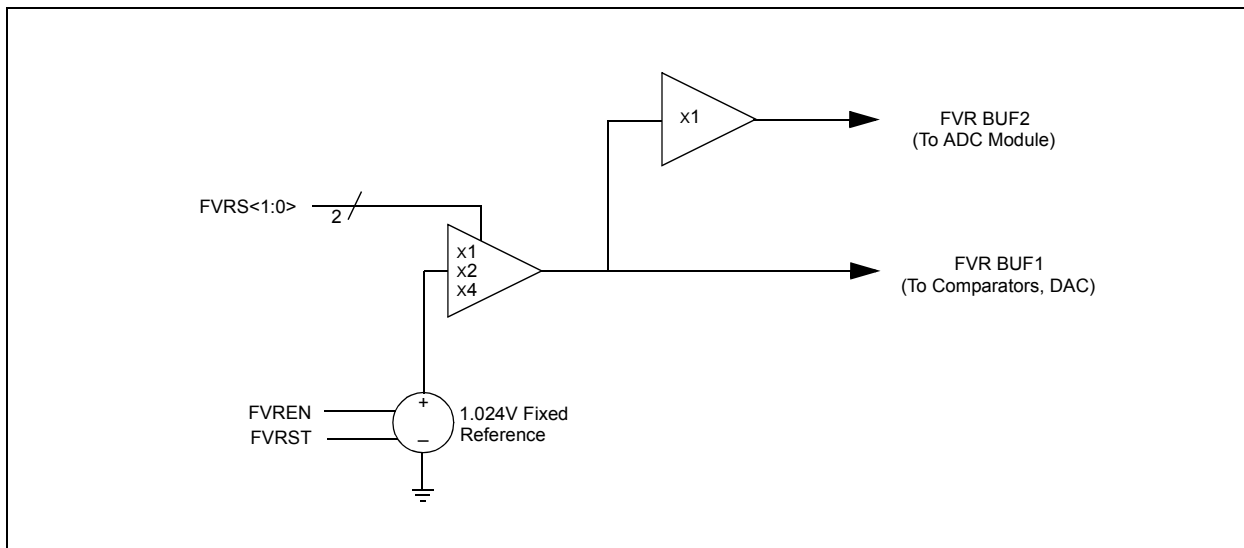 x1
FVR BUF2
(To ADC Module)
FVRS<1:0>
2
x1
x2
x4
FVR BUF1
(To Comparators, DAC)
FVREN
FVRST
+
–
1.024V Fixed
Reference